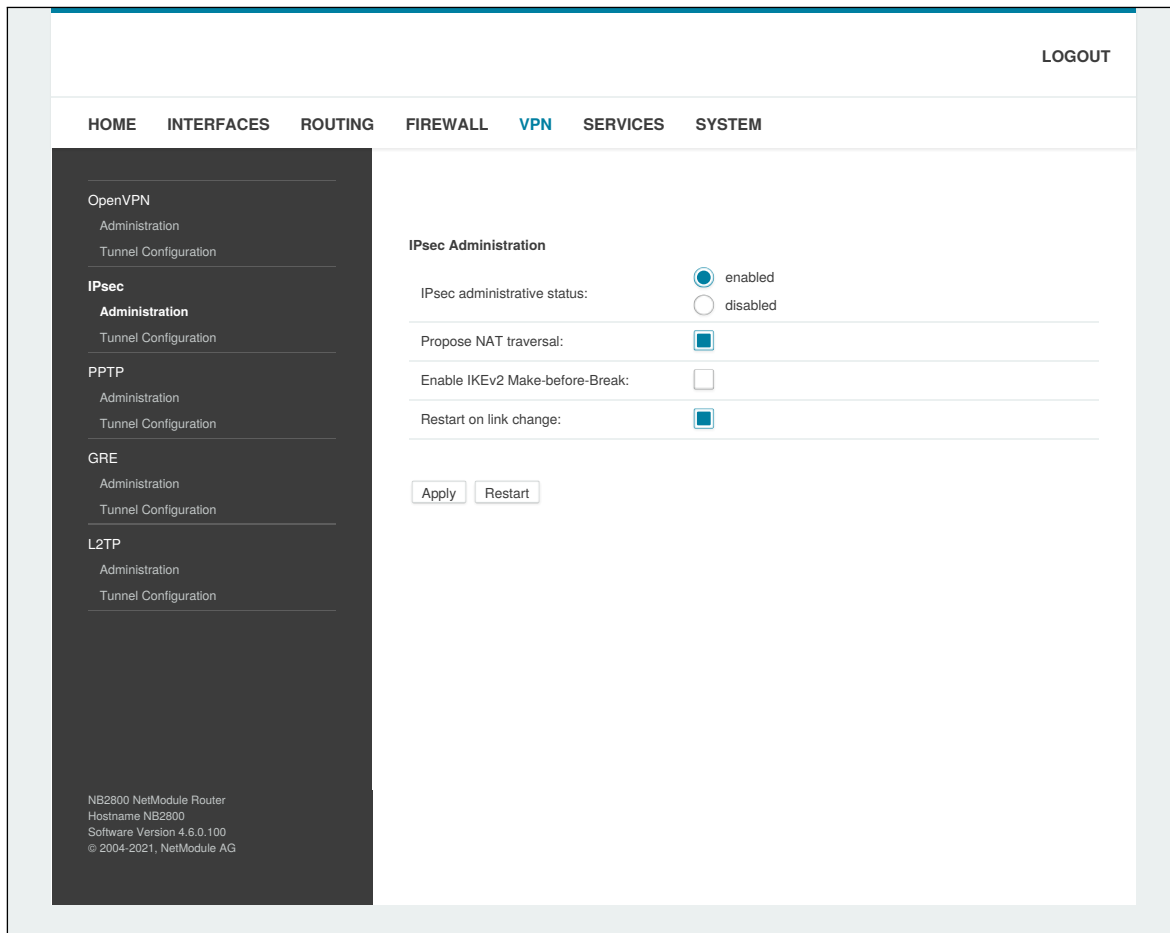 LOGOUT
HOME INTERFACES ROUTING FIREWALL VPN SERVICES SYSTEM
OpenVPN
Administration
Tunnel Configuration
IPsec
Administration
Tunnel Configuration
PPTP
Administration
Tunnel Configuration
GRE
Administration
Tunnel Configuration
L2TP
Administration
Tunnel Configuration
NB2800 NetModule Router
Hostname NB2800
Software Version 4.6.0.100
© 2004-2021, NetModule AG
IPsec Administration
IPsec administrative status:
enabled
disabled
Propose NAT traversal:
Enable IKEv2 Make-before-Break:
Restart on link change:
Apply Restart